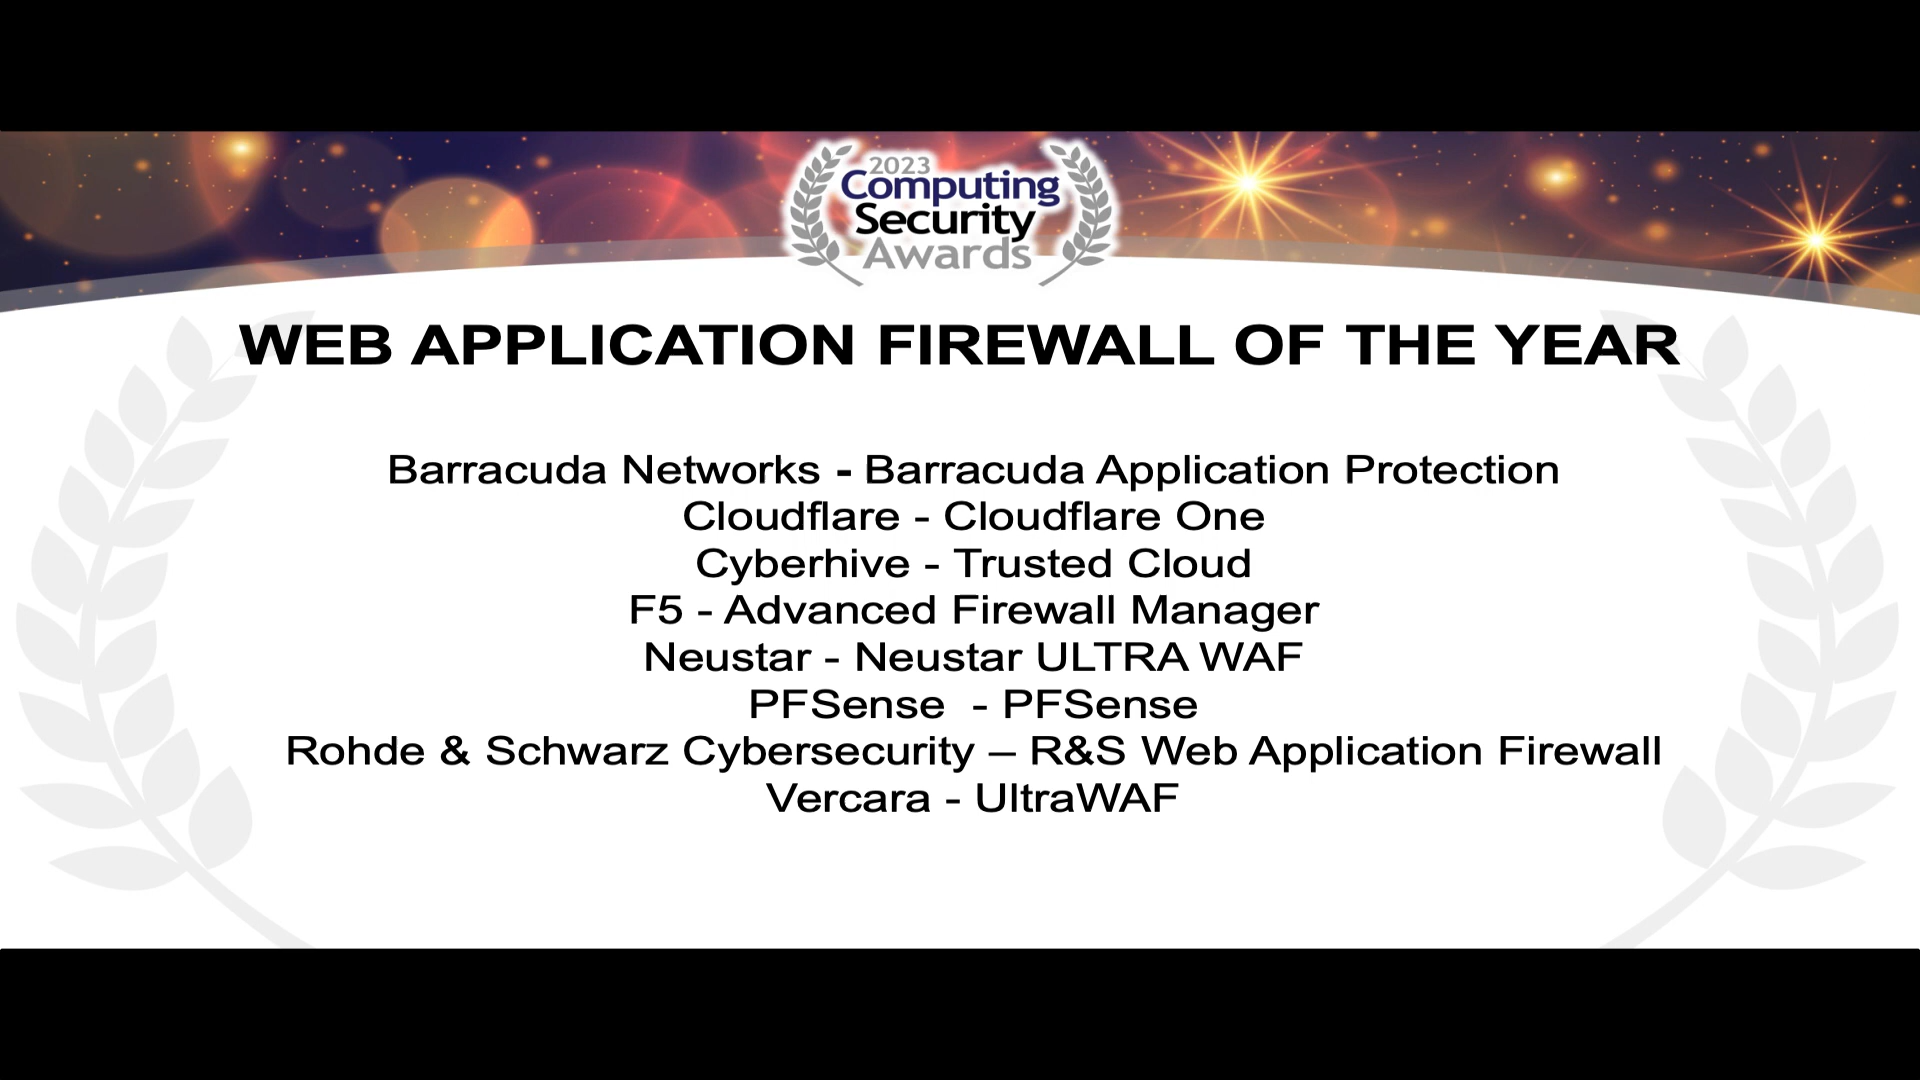 2023
Computing
Security
Awards
WEB APPLICATION FIREWALL OF THE YEAR
Barracuda Networks - Barracuda Application Protection
Cloudflare - Cloudflare One
Cyberhive - Trusted Cloud
F5 - Advanced Firewall Manager
Neustar - Neustar ULTRA WAF
PFSense  - PFSense
Rohde & Schwarz Cybersecurity – R&S Web Application Firewall
Vercara - UltraWAF